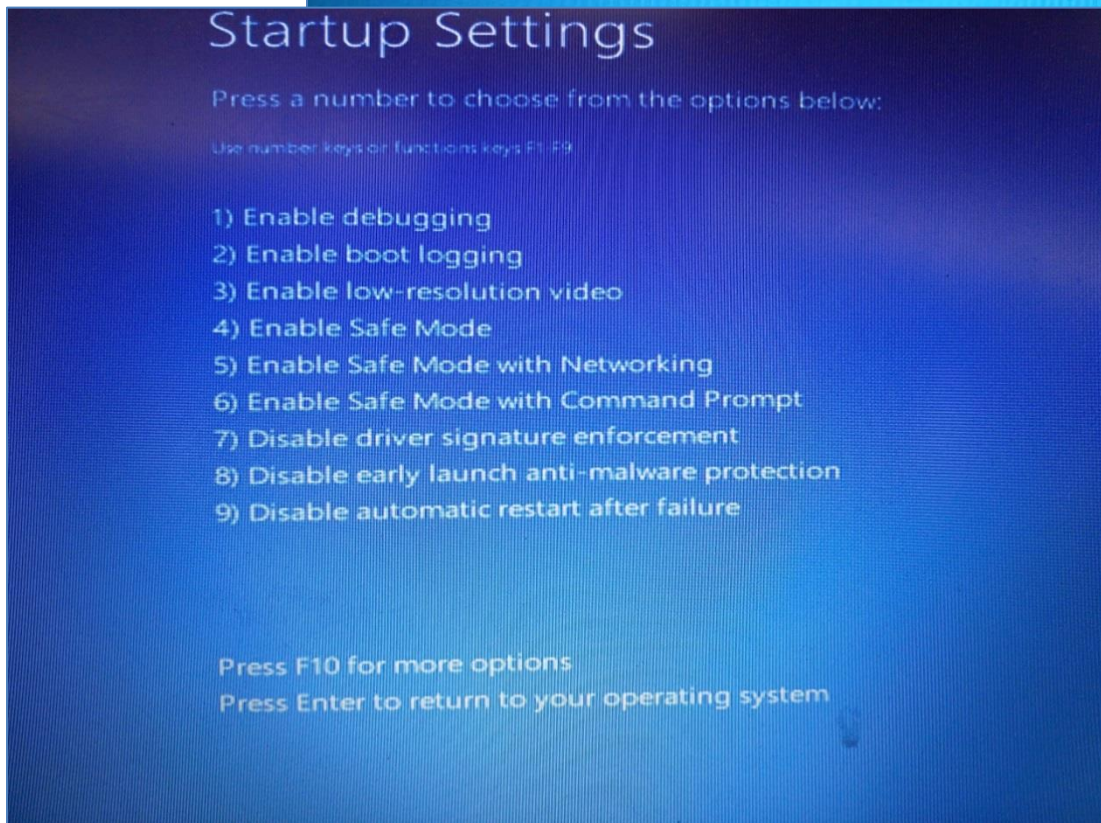 Startup Settings
Press a number to choose from the options below:
Use number keys or functions keys F1-F9
1) Enable debugging
2) Enable boot logging
3) Enable low-resolution video
4) Enable Safe Mode
5) Enable Safe Mode with Networking
6) Enable Safe Mode with Command Prompt
7) Disable driver signature enforcement
8) Disable early launch anti-malware protection
9) Disable automatic restart after failure
Press F10 for more options
Press Enter to return to your operating system